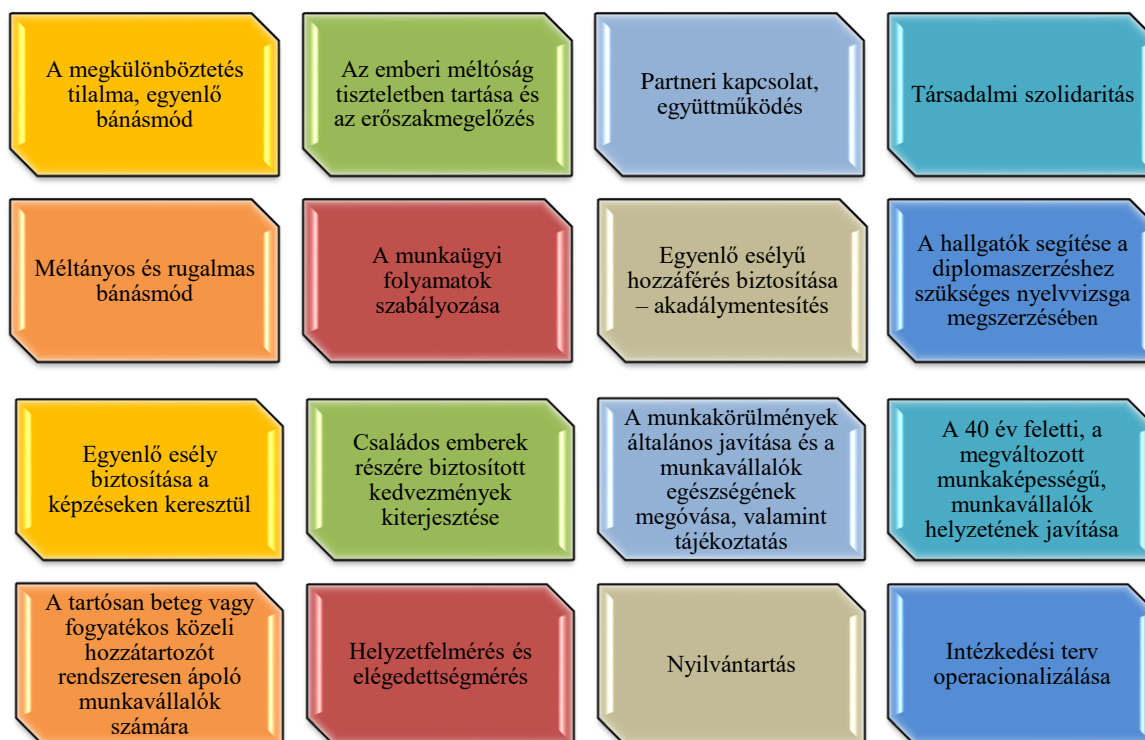 A megkülönböztetés
tilalma, egyenlő
bánásmód
Az emberi méltóság
tiszteletben tartása és
az erőszakmegelőzés
Partneri kapcsolat,
együttműködés
Társadalmi szolidaritás
Méltányos és rugalmas
bánásmód
A munkaügyi
folyamatok
szabályozása
Egyenlő esélyű
hozzáférés biztosítása
– akadálymentesítés
A hallgatók segítése a
diplomaszerzéshez
szükséges nyelvvizsga
megszerzésében
Egyenlő esély
biztosítása a
képzéseken keresztül
Családos emberek
részére biztosított
kedvezmények
kiterjesztése
A munkakörülmények
általános javítása és a
munkavállalók
egészségének
megóvása, valamint
tájékoztatás
A 40 év feletti, a
megváltozott
munkaképességű,
munkavállalók
helyzetének javítása
A tartósan beteg vagy
fogyatékos közeli
hozzátartozót
rendszeresen ápoló
munkavállalók
számára
Helyzetfelmérés és
elégedettségmérés
Nyilvántartás
Intézkedési terv
operacionalizálása